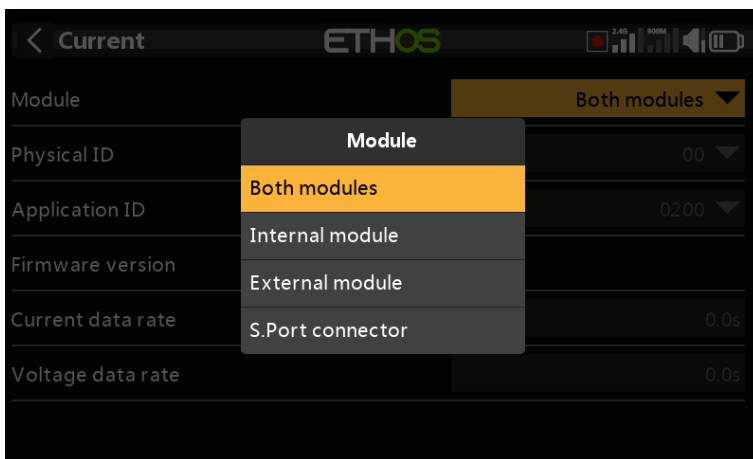 Current
ETHOS
2.4G
900M
Module
Both modules
Physical ID
00
Application ID
0200
Firmware version
Current data rate
0.0s
Voltage data rate
0.0s
Module
Both modules
Internal module
External module
S.Port connector